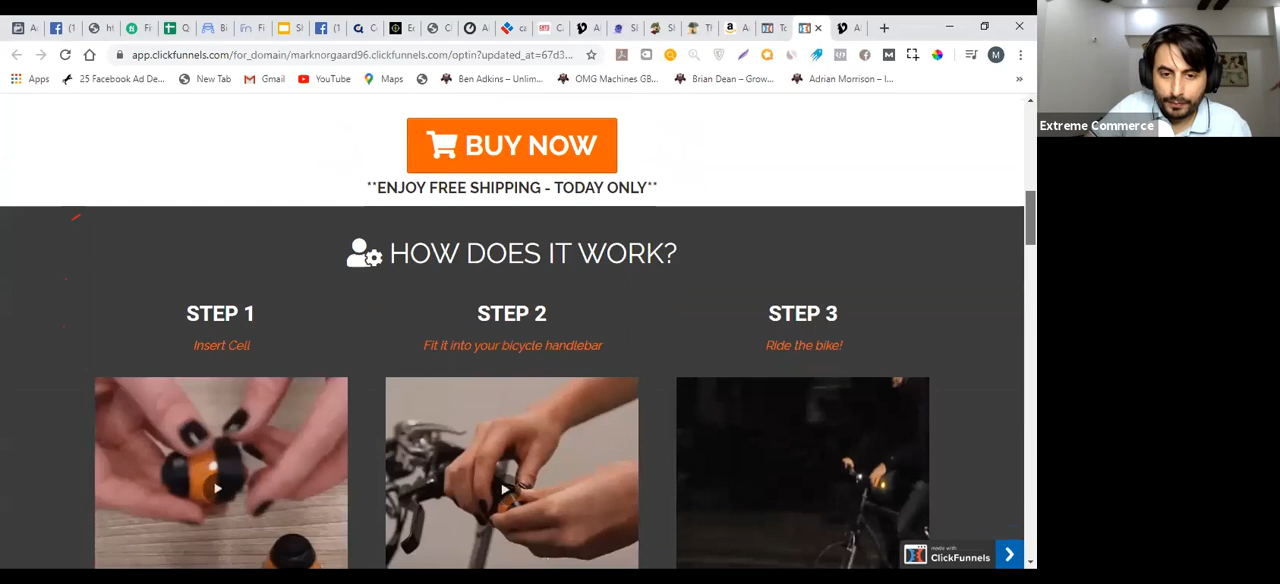 app.clickfunnels.com/for_domain/marknorgaard96.clickfunnels.com/optin?updated_at=67d3...
Apps
25 Facebook Ad De...
New Tab
Gmail
YouTube
Maps
Ben Adkins – Unlim...
OMG Machines GB...
Brian Dean – Grow...
Adrian Morrison – I...
»
Extreme Commerce
BUY NOW
**ENJOY FREE SHIPPING - TODAY ONLY**
HOW DOES IT WORK?
STEP 1
STEP 2
STEP 3
Insert Cell
Fit it into your bicycle handlebar
Ride the bike!
made with
ClickFunnels